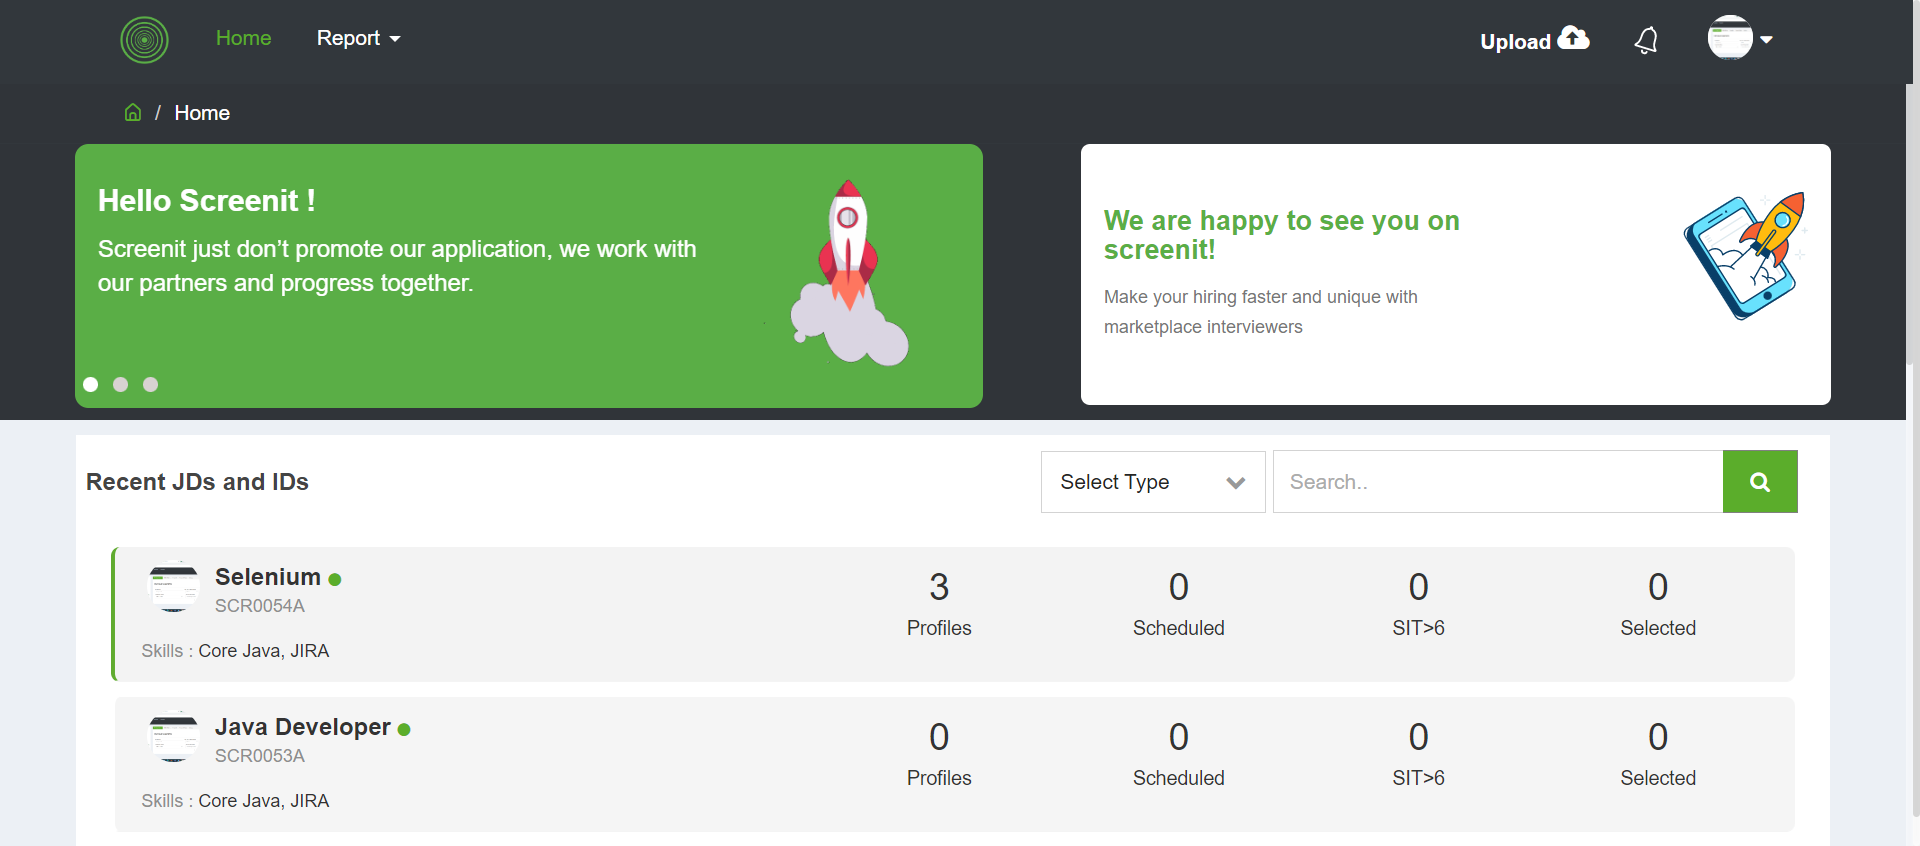 Home Report Upload
/ Home
Hello Screenit !
Screenit just don’t promote our application, we work with
our partners and progress together.
We are happy to see you on
screenit!
Make your hiring faster and unique with
marketplace interviewers
Recent JDs and IDs
Select Type
Search..
Selenium
SCR0054A
Skills : Core Java, JIRA
3 0 0 0
Profiles Scheduled SIT>6 Selected
Java Developer
SCR0053A
Skills : Core Java, JIRA
0 0 0 0
Profiles Scheduled SIT>6 Selected